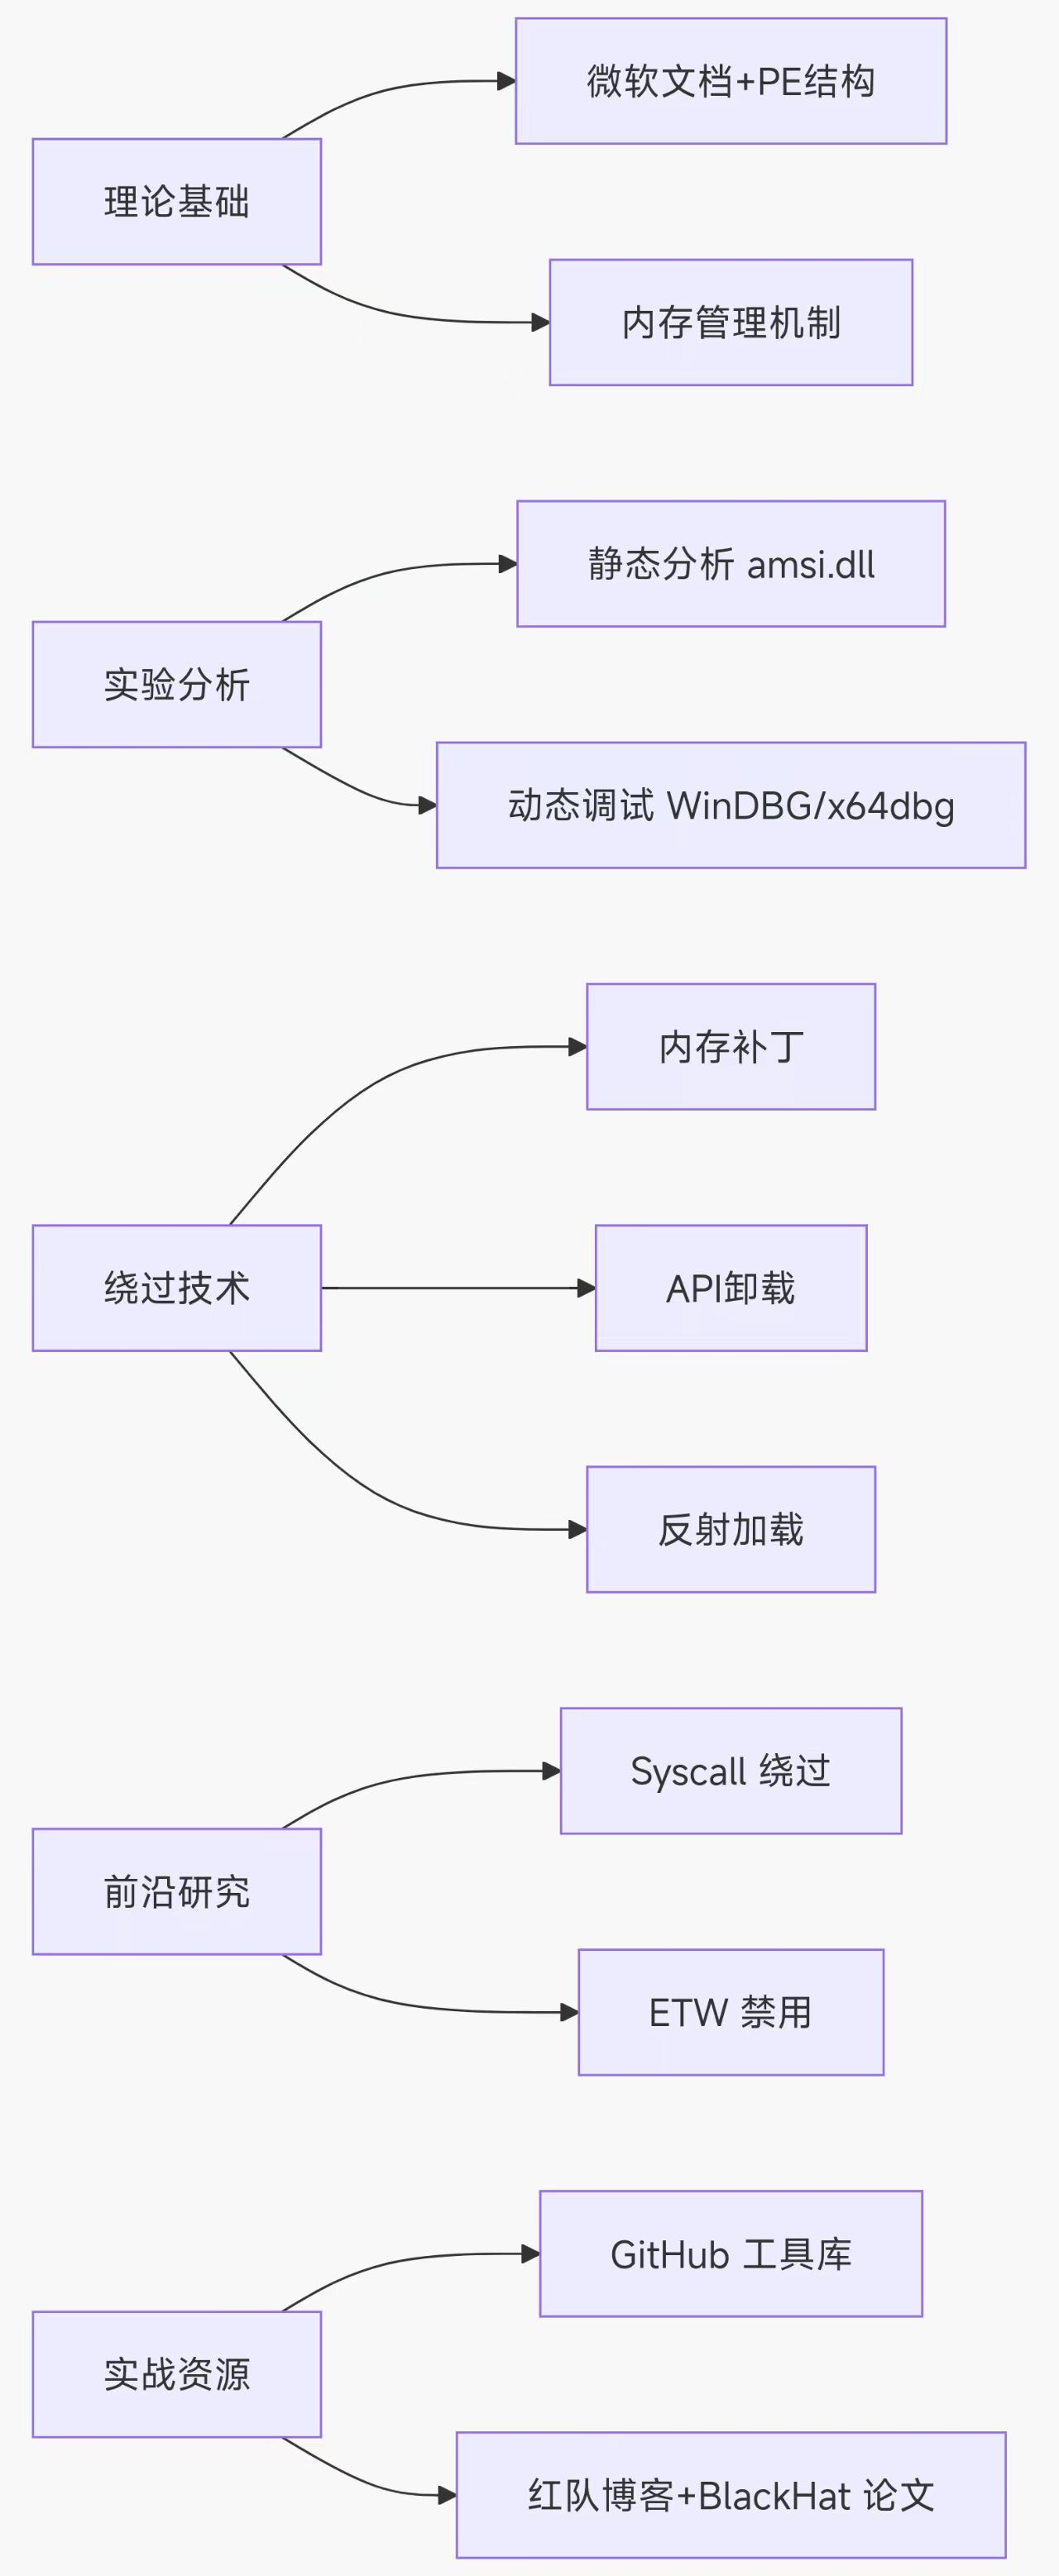 微软文档+PE结构
理论基础
内存管理机制
静态分析 amsi.dll
实验分析
动态调试 WinDBG/x64dbg
内存补丁
绕过技术
API卸载
反射加载
Syscall 绕过
前沿研究
ETW 禁用
GitHub 工具库
实战资源
红队博客+BlackHat 论文